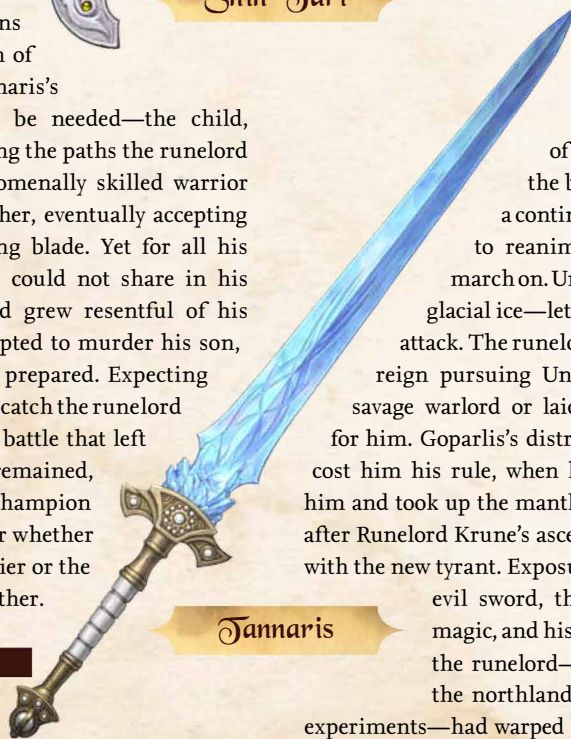 ns
n of
naris's
be needed—the child,
ng the paths the runelord
omenally skilled warrior
her, eventually accepting
ng blade. Yet for all his
could not share in his
d grew resentful of his
pted to murder his son,
prepared. Expecting
catch the runelord
battle that left
remained,
hampion
r whether
ier or the
ther.
Tannaris
of
the b
a contin
to reanim
march on. Un
glacial ice—let
attack. The runelo
reign pursuing Un
savage warlord or laid
for him. Goparlis's distr
cost him his rule, when h
him and took up the mantl
after Runelord Krune's asce
with the new tyrant. Exposu
evil sword, th
magic, and his
the runelord—
the northland
experiments—had warped